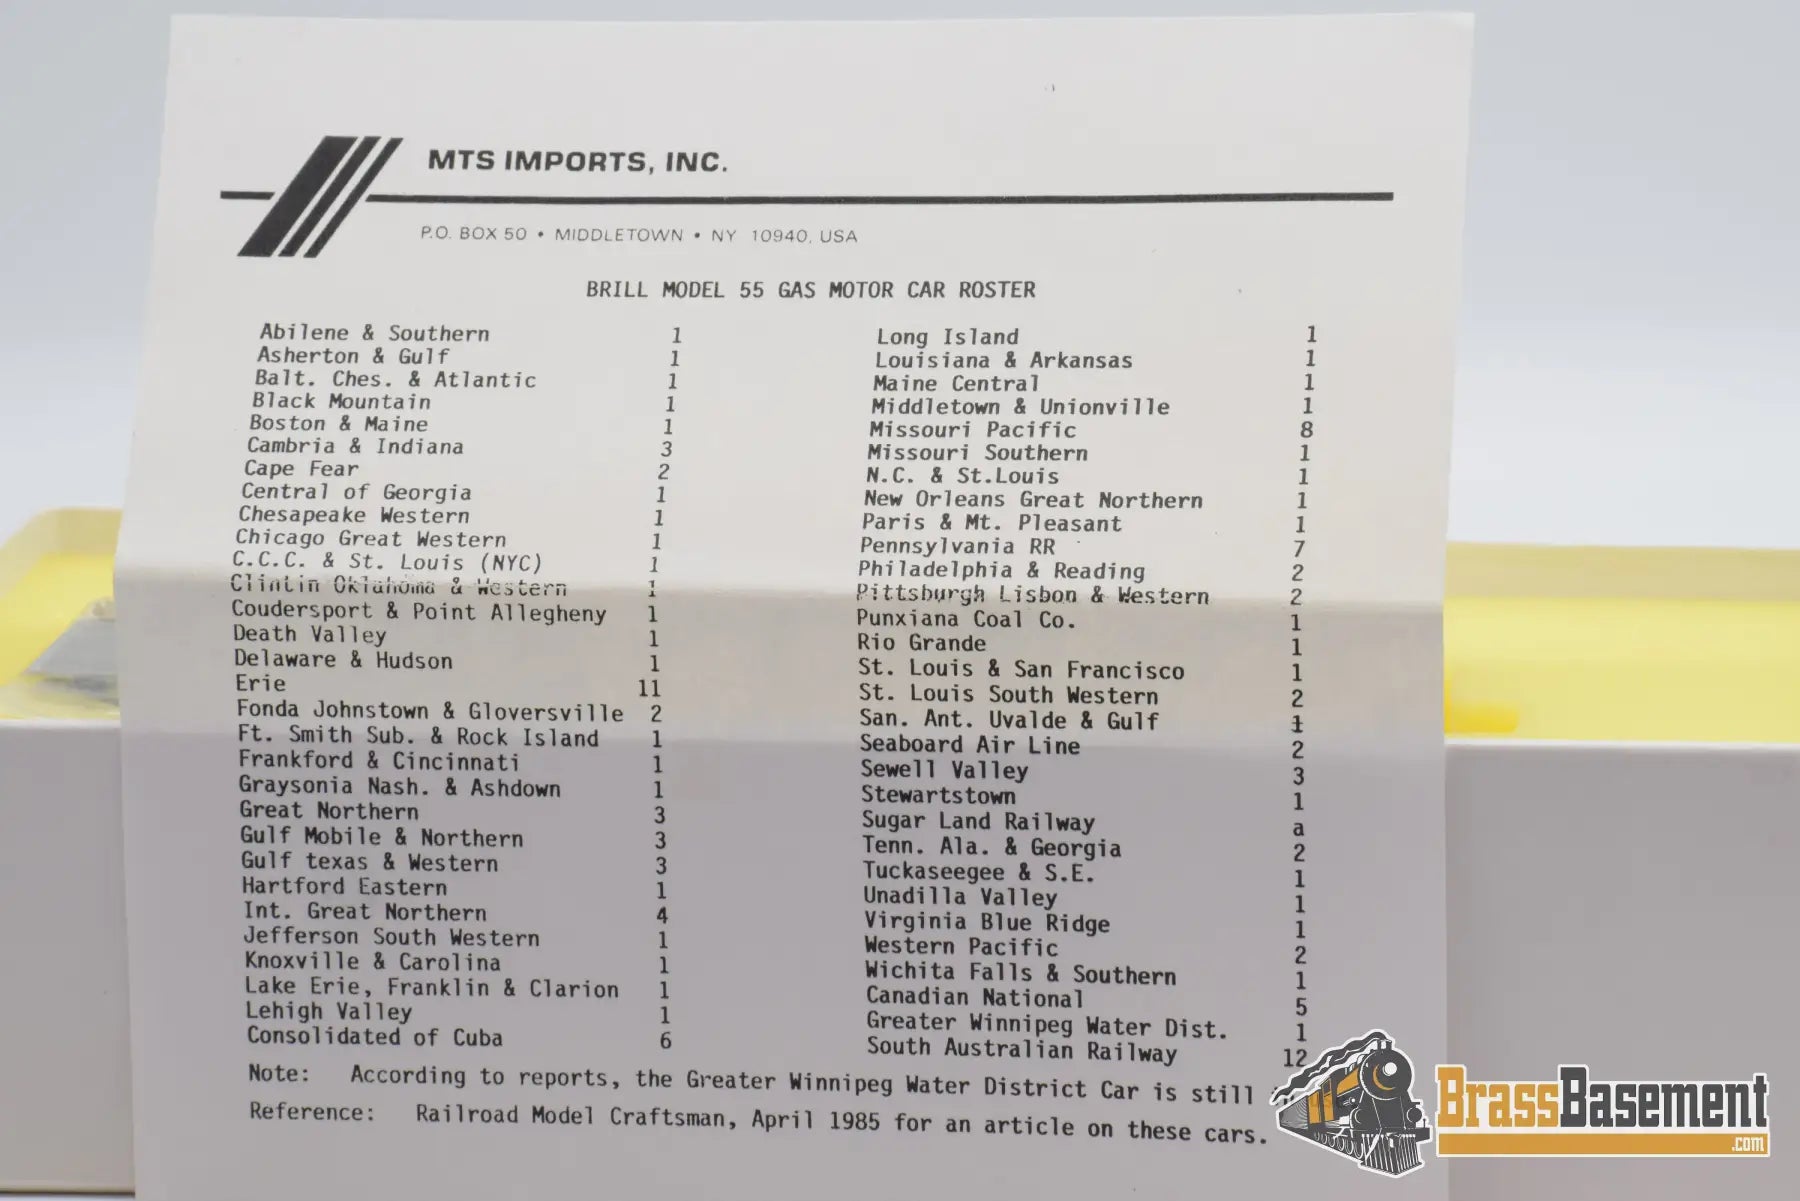 MTS IMPORTS, INC.
P.O. BOX 50 • MIDDLETOWN • NY 10940, USA
BRILL MODEL 55 GAS MOTOR CAR ROSTER
Abilene & Southern 1
Asherton & Gulf 1
Balt. Ches. & Atlantic 1
Black Mountain 1
Boston & Maine 1
Cambria & Indiana 3
Cape Fear 2
Central of Georgia 1
Chesapeake Western 1
Chicago Great Western 1
C.C.C. & St. Louis (NYC) 1
Clintin Oklahoma & Western 1
Coudersport & Point Allegheny 1
Death Valley 1
Delaware & Hudson 1
Erie 11
Fonda Johnstown & Gloversville 2
Ft. Smith Sub. & Rock Island 1
Frankford & Cincinnati 1
Graysonia Nash. & Ashdown 1
Great Northern 3
Gulf Mobile & Northern 3
Gulf texas & Western 3
Hartford Eastern 1
Int. Great Northern 4
Jefferson South Western 1
Knoxville & Carolina 1
Lake Erie, Franklin & Clarion 1
Lehigh Valley 1
Consolidated of Cuba 6
Long Island 1
Louisiana & Arkansas 1
Maine Central 1
Middletown & Unionville 1
Missouri Pacific 8
Missouri Southern 1
N.C. & St.Louis 1
New Orleans Great Northern 1
Paris & Mt. Pleasant 1
Pennsylvania RR 7
Philadelphia & Reading 2
Pittsburgh Lisbon & Western 2
Punxiana Coal Co. 1
Rio Grande 1
St. Louis & San Francisco 1
St. Louis South Western 2
San. Ant. Uvalde & Gulf 1
Seaboard Air Line 2
Sewell Valley 3
Stewartstown 1
Sugar Land Railway a
Tenn. Ala. & Georgia 2
Tuckaseegee & S.E. 1
Unadilla Valley 1
Virginia Blue Ridge 1
Western Pacific 2
Wichita Falls & Southern 1
Canadian National 5
Greater Winnipeg Water Dist. 1
South Australian Railway 12
Note: According to reports, the Greater Winnipeg Water District Car is still
Reference: Railroad Model Craftsman, April 1985 for an article on these cars.
BrassBasement
.com